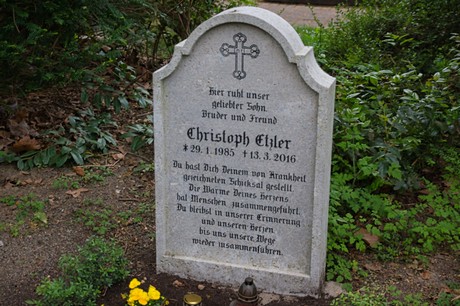 Hier ruht unser
geliebter Sohn,
Bruder und Freund
Christoph Etzler
* 29.1.1985 † 13.3.2016
Du hast Dich Deinem von Krankheit
gezeichneten Schicksal gestellt
Die Wärme Deines Herzens
hat Menschen zusammengeführt.
Du bleibst in unserer Erinnerung
und unseren Herzen
bis uns unsere Wege
wieder zusammenführen.